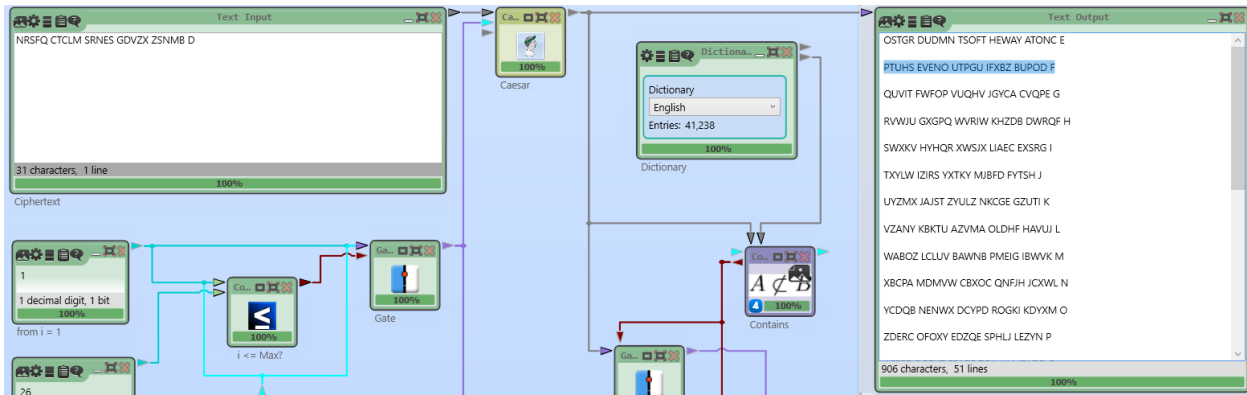 Text Input
NRSFQ CTCLM SRNES GDVZX ZSNMB D
31 characters, 1 line
100%
Ciphertext
Ca...
100%
Caesar
Dictiona...
Dictionary
English
Entries: 41,238
100%
Dictionary
Text Output
OSTGR DUDMN TSOFT HEWAY ATONC E
PTUHS EVENO UTPGU IFXBZ BUPOD F
QUVIT FWFOP VUQHV JGYCA CVQPE G
RVWJU GXGPQ WVRIW KHZDB DWRQF H
SWXKV HYHQR XWSJX LIAEC EXSRG I
TXYLW IZIRS YXTKY MJBFD FYTSH J
UYZMX JAJST ZYULZ NKCGE GZUTI K
VZANY KBKTU AZVMA OLDHF HAVUJ L
WABOZ LCLUV BAWNB PMEIG IBWVK M
XBCPA MDMVW CBXOC QNFJH JCXWL N
YCDQB NENWX DCYPD ROGKI KDYXM O
ZDERC OFOXY EDZQE SPHLJ LEZYN P
906 characters, 51 lines
100%
1
1 decimal digit, 1 bit
100%
from i = 1
Co...
≤
100%
i <= Max?
Ga...
100%
Gate
Co...
A ⊄ B
4 100%
Contains
Ga...
26